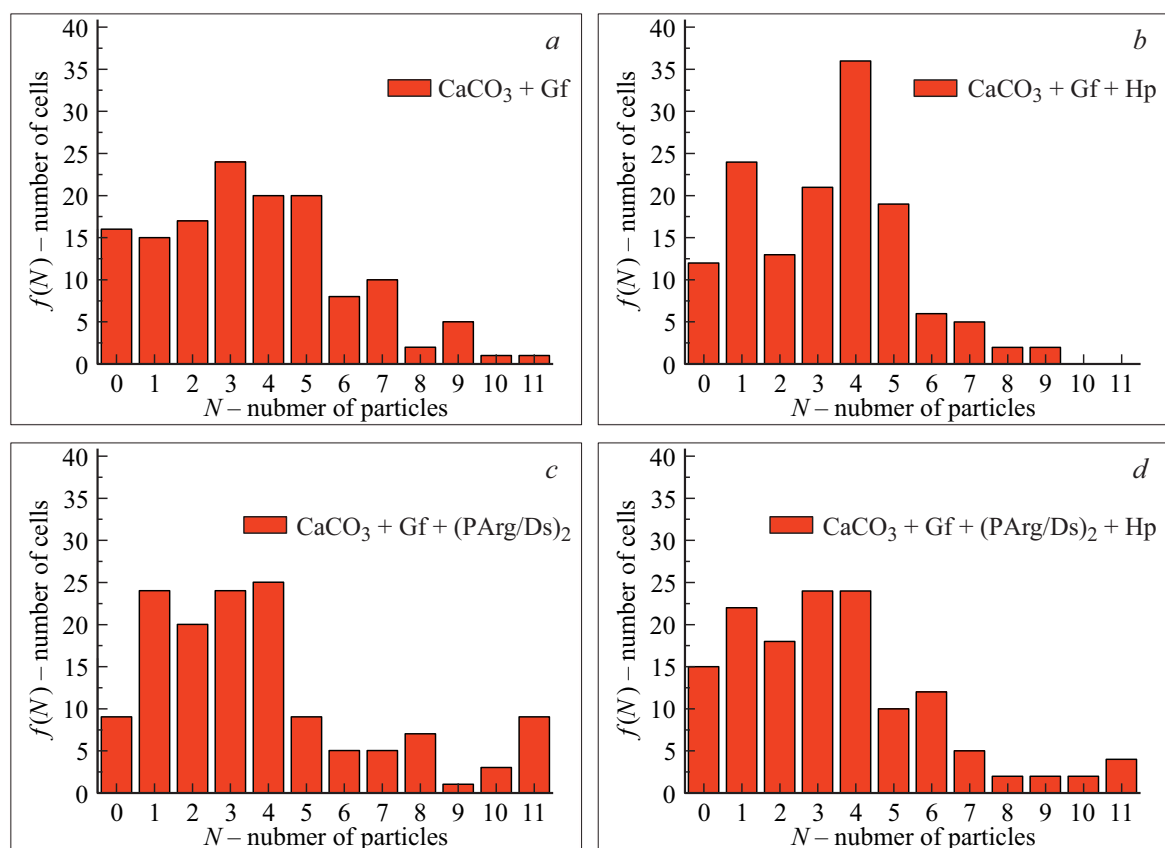 a
CaCO₃ + Gf
f(N) – number of cells
40
35
30
25
20
15
10
5
0
0 1 2 3 4 5 6 7 8 9 10 11
N – nubmer of particles
b
CaCO₃ + Gf + Hp
f(N) – number of cells
40
35
30
25
20
15
10
5
0
0 1 2 3 4 5 6 7 8 9 10 11
N – nubmer of particles
c
CaCO₃ + Gf + (PArg/Ds)₂
f(N) – number of cells
40
35
30
25
20
15
10
5
0
0 1 2 3 4 5 6 7 8 9 10 11
N – nubmer of particles
d
CaCO₃ + Gf + (PArg/Ds)₂ + Hp
f(N) – number of cells
40
35
30
25
20
15
10
5
0
0 1 2 3 4 5 6 7 8 9 10 11
N – nubmer of particles